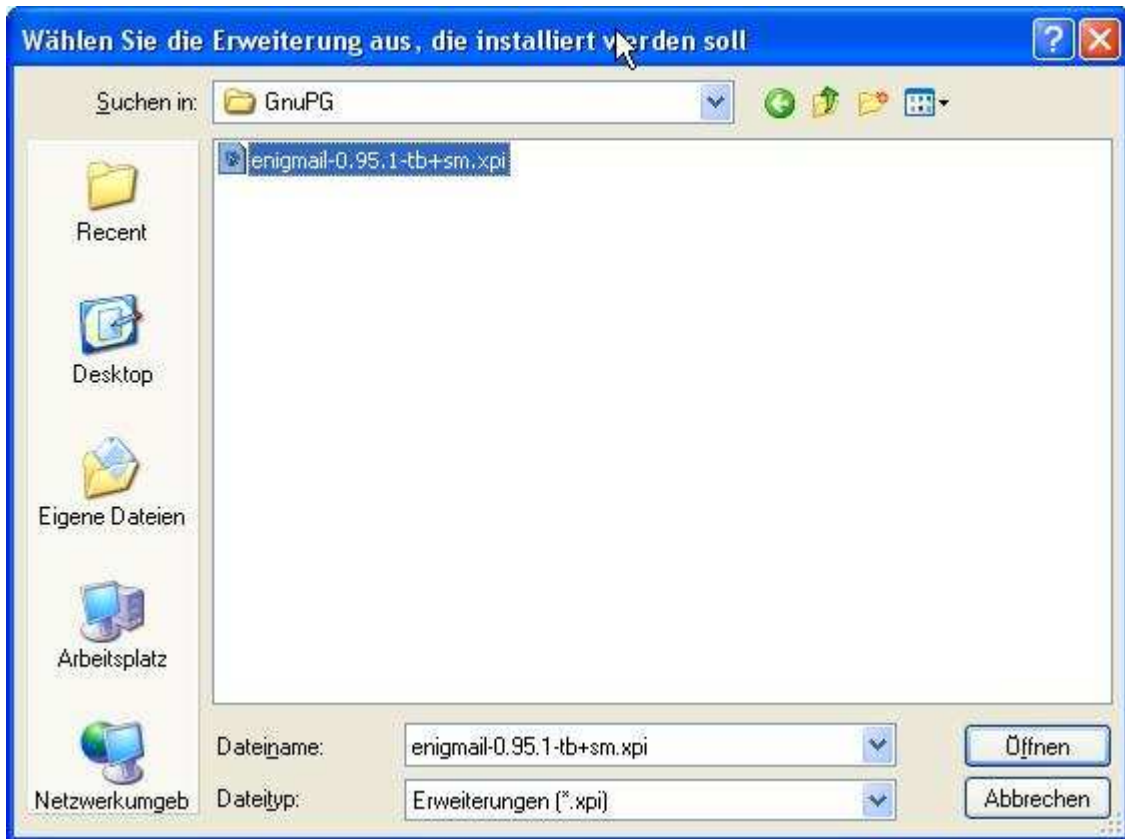 Wählen Sie die Erweiterung aus, die installiert werden soll
Suchen in: GnuPG
enigmail-0.95.1-tb+sm.xpi
Recent
Desktop
Eigene Dateien
Arbeitsplatz
Netzwerkumgeb
Dateiname: enigmail-0.95.1-tb+sm.xpi Öffnen
Dateityp: Erweiterungen (*.xpi) Abbrechen